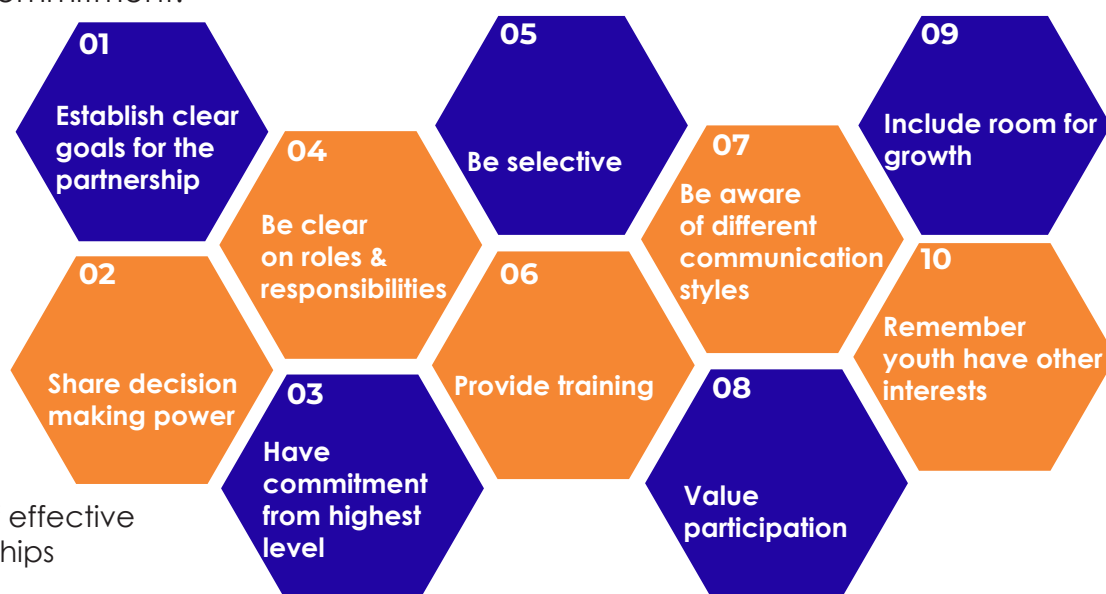 01
Establish clear
goals for the
partnership
02
Share decision
making power
03
Have
commitment
from highest
level
04
Be clear
on roles &
responsibilities
05
Be selective
06
Provide training
07
Be aware
of different
communication
styles
08
Value
participation
09
Include room for
growth
10
Remember
youth have other
interests
effective